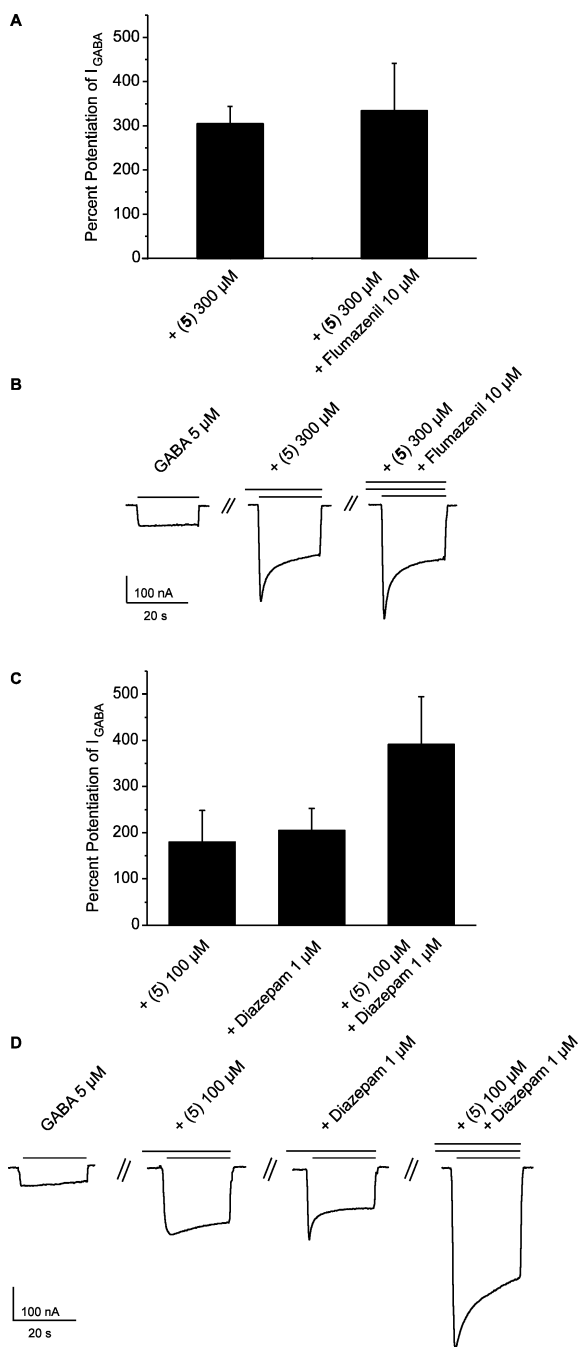 A
Percent Potentiation of I_GABA
500
400
300
200
100
0
+ (5) 300 µM
+ (5) 300 µM
+ Flumazenil 10 µM
B
GABA 5 µM
+ (5) 300 µM
+ (5) 300 µM
+ Flumazenil 10 µM
100 nA
20 s
C
Percent Potentiation of I_GABA
500
400
300
200
100
0
+ (5) 100 µM
+ Diazepam 1 µM
+ (5) 100 µM
+ Diazepam 1 µM
D
GABA 5 µM
+ (5) 100 µM
+ Diazepam 1 µM
+ (5) 100 µM
+ Diazepam 1 µM
100 nA
20 s